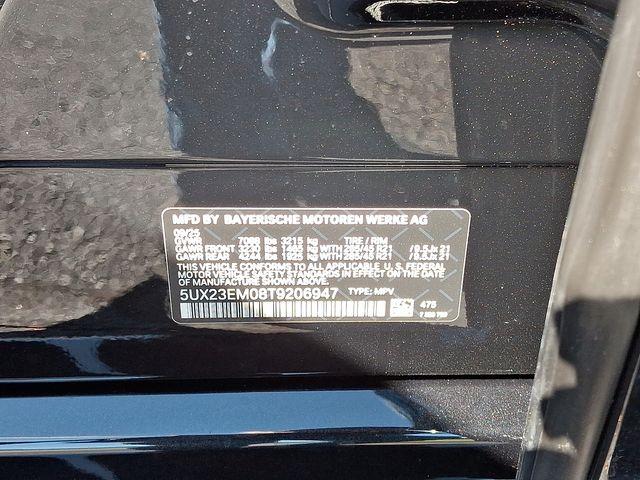 MFD BY BAYERISCHE MOTOREN WERKE AG
09/25
GVWR 7088 lbs 3215 kg TIRE / RIM
GAWR FRONT 3230 lbs kg WITH 285/45 R21 / 9.5Jx21
GAWR REAR 4244 lbs 1925 kg WITH 285/45 R21 / 9.5Jx21
THIS VEHICLE CONFORMS TO ALL APPLICABLE U.S. FEDERAL
MOTOR VEHICLE SAFETY STANDARDS IN EFFECT ON THE DATE
OF MANUFACTURE SHOWN ABOVE.
5UX23EM08T9206947 TYPE: MPV
475